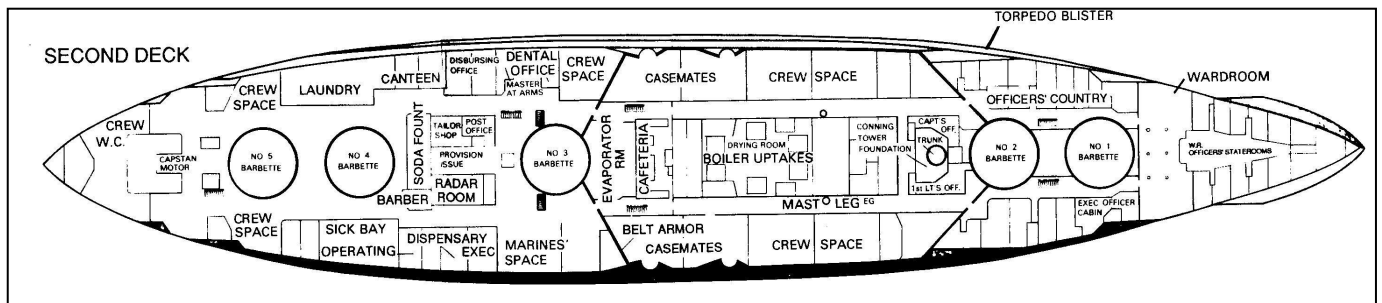 SECOND DECK
TORPEDO BLISTER
WARDROOM
CREW
W.C.
CAPSTAN
MOTOR
CREW
SPACE
LAUNDRY
CANTEEN
DISBURSING
OFFICE
DENTAL
OFFICE
MASTER
AT ARMS
CREW
SPACE
CASEMATES
CREW SPACE
OFFICERS' COUNTRY
NO 5
BARBETTE
NO 4
BARBETTE
SODA FOUNT
TAILOR
SHOP
POST
OFFICE
PROVISION
ISSUE
RADAR
ROOM
BARBER
NO 3
BARBETTE
EVAPORATOR
RM
CAFETERIA
DRYING ROOM
BOILER UPTAKES
CONNING
TOWER
FOUNDATION
CAPT'S
OFF.
TRUNK
1st LT'S OFF.
NO 2
BARBETTE
NO 1
BARBETTE
W.R.
OFFICERS' STATEROOMS
MAST LEG EG
EXEC OFFICER
CABIN
CREW
SPACE
SICK BAY
OPERATING
DISPENSARY
EXEC
MARINES'
SPACE
BELT ARMOR
CASEMATES
CREW SPACE